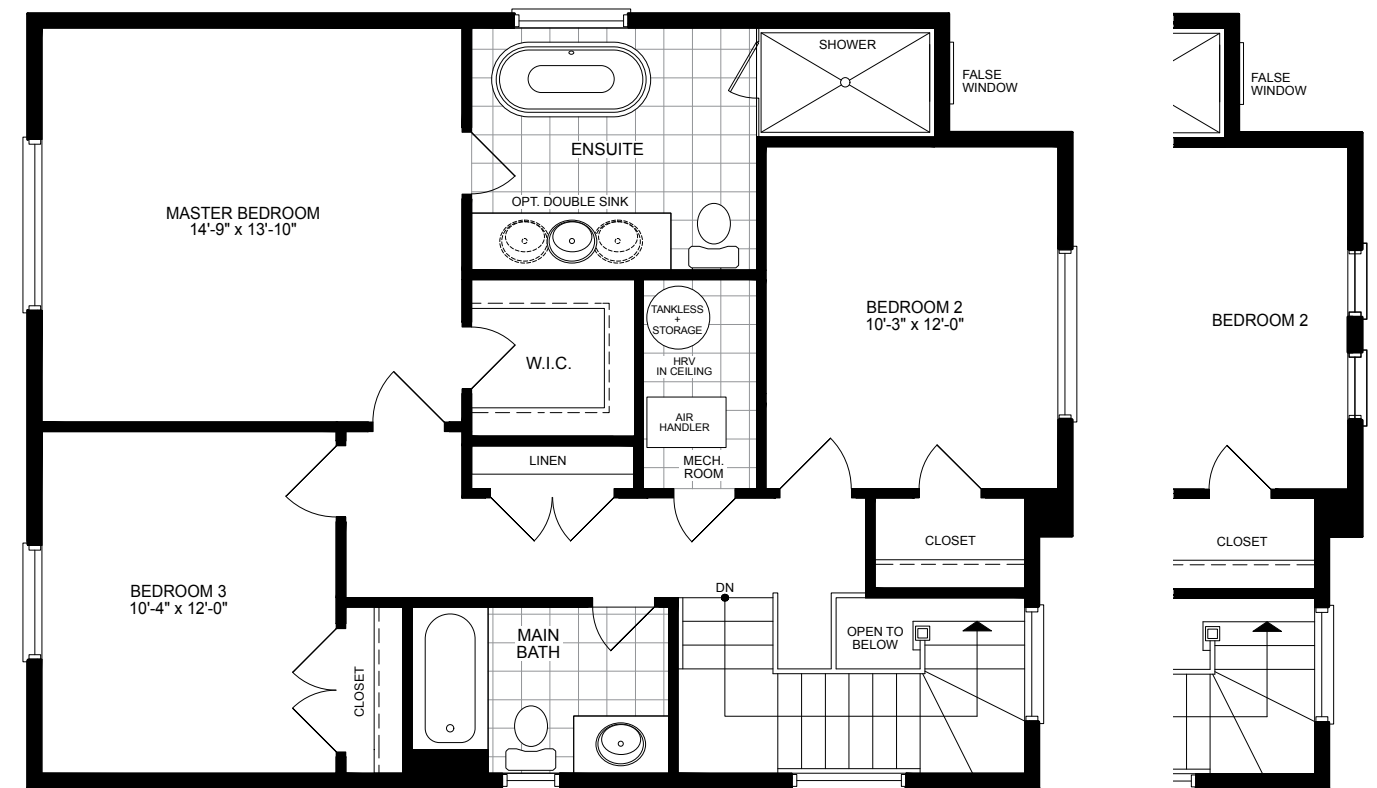 SHOWER
FALSE
WINDOW
ENSUITE
OPT. DOUBLE SINK
MASTER BEDROOM
14'-9" x 13'-10"
TANKLESS
+
STORAGE
HRV
IN CEILING
W.I.C.
AIR
HANDLER
MECH.
ROOM
LINEN
BEDROOM 2
10'-3" x 12'-0"
CLOSET
BEDROOM 3
10'-4" x 12'-0"
CLOSET
MAIN
BATH
DN
OPEN TO
BELOW
FALSE
WINDOW
BEDROOM 2
CLOSET